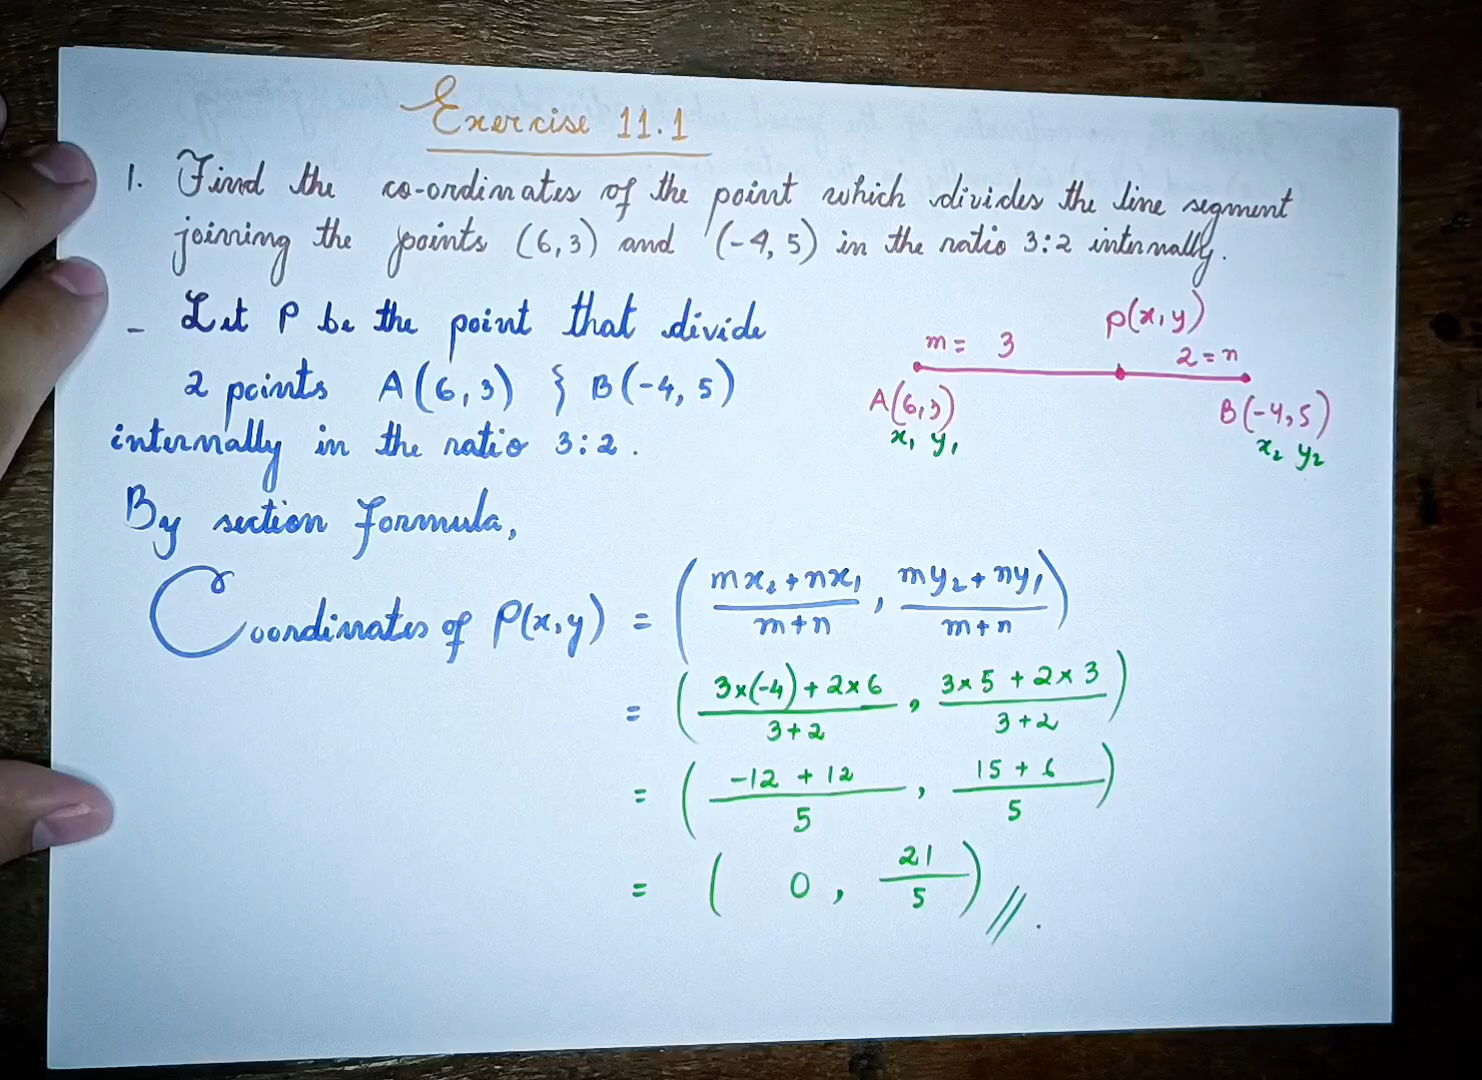 Exercise 11.1
1. Find the co-ordinates of the point which divides the line segment
joining the points (6,3) and (-4,5) in the ratio 3:2 internally.
- Let P be the point that divide
2 points A(6,3) } B(-4,5)
internally in the ratio 3:2.
P(x,y)
m= 3 2=n
A(6,3) B(-4,5)
x₁ y₁ x₂ y₂
By section formula,
Coordinates of P(x,y) = ( (mx₂+nx₁)/(m+n) , (my₂+ny₁)/(m+n) )
= ( (3×(-4)+2×6)/(3+2) , (3×5+2×3)/(3+2) )
= ( (-12+12)/5 , (15+6)/5 )
= ( 0 , 21/5 ) //.